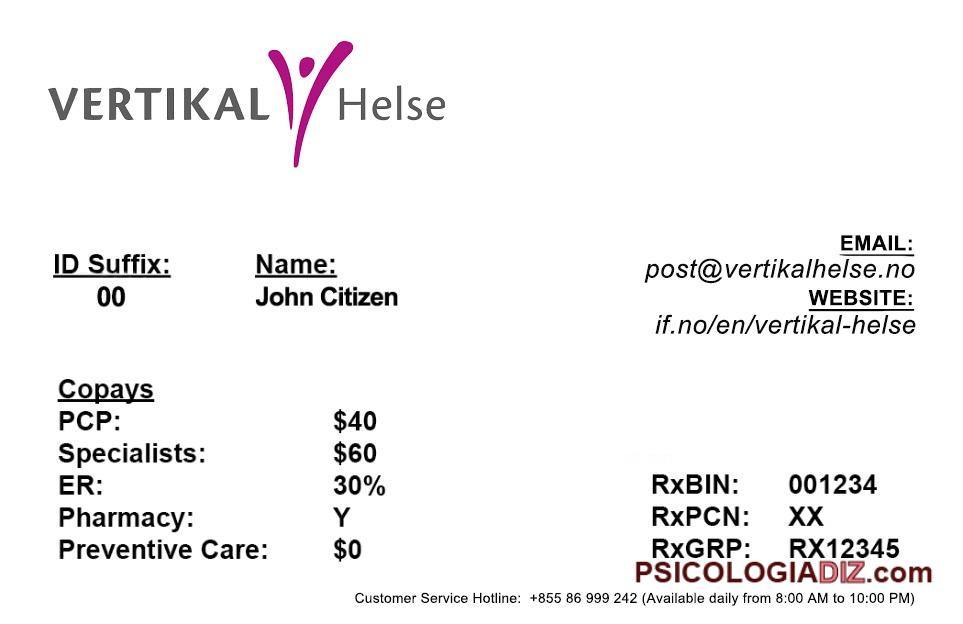 VERTIKAL Helse
EMAIL:
post@vertikalhelse.no
WEBSITE:
if.no/en/vertikal-helse
ID Suffix: Name:
00 John Citizen
Copays
PCP: $40
Specialists: $60
ER: 30%
Pharmacy: Y
Preventive Care: $0
RxBIN: 001234
RxPCN: XX
RxGRP: RX12345
PSICOLOGIADIZ.com
Customer Service Hotline: +855 86 999 242 (Available daily from 8:00 AM to 10:00 PM)